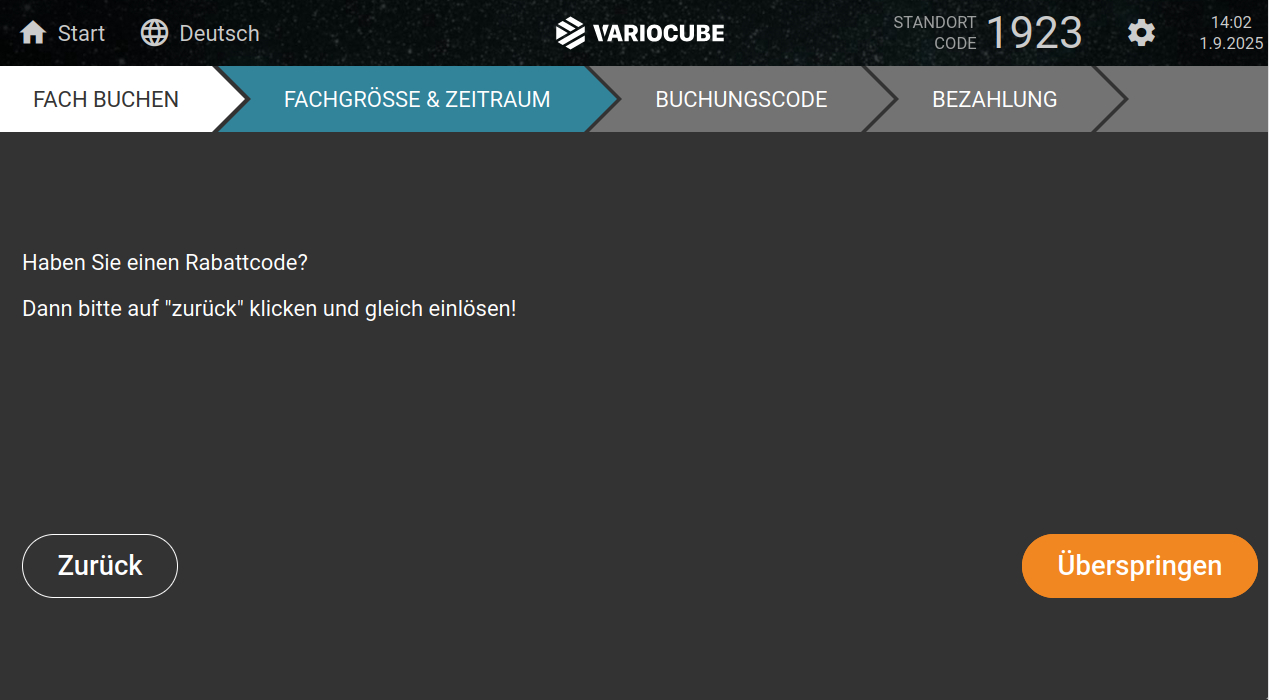 Start
Deutsch
VARIOCUBE
STANDORT
CODE
1923
14:02
1.9.2025
FACH BUCHEN
FACHGRÖSSE & ZEITRAUM
BUCHUNGSCODE
BEZAHLUNG
Haben Sie einen Rabattcode?
Dann bitte auf "zurück" klicken und gleich einlösen!
Zurück
Überspringen